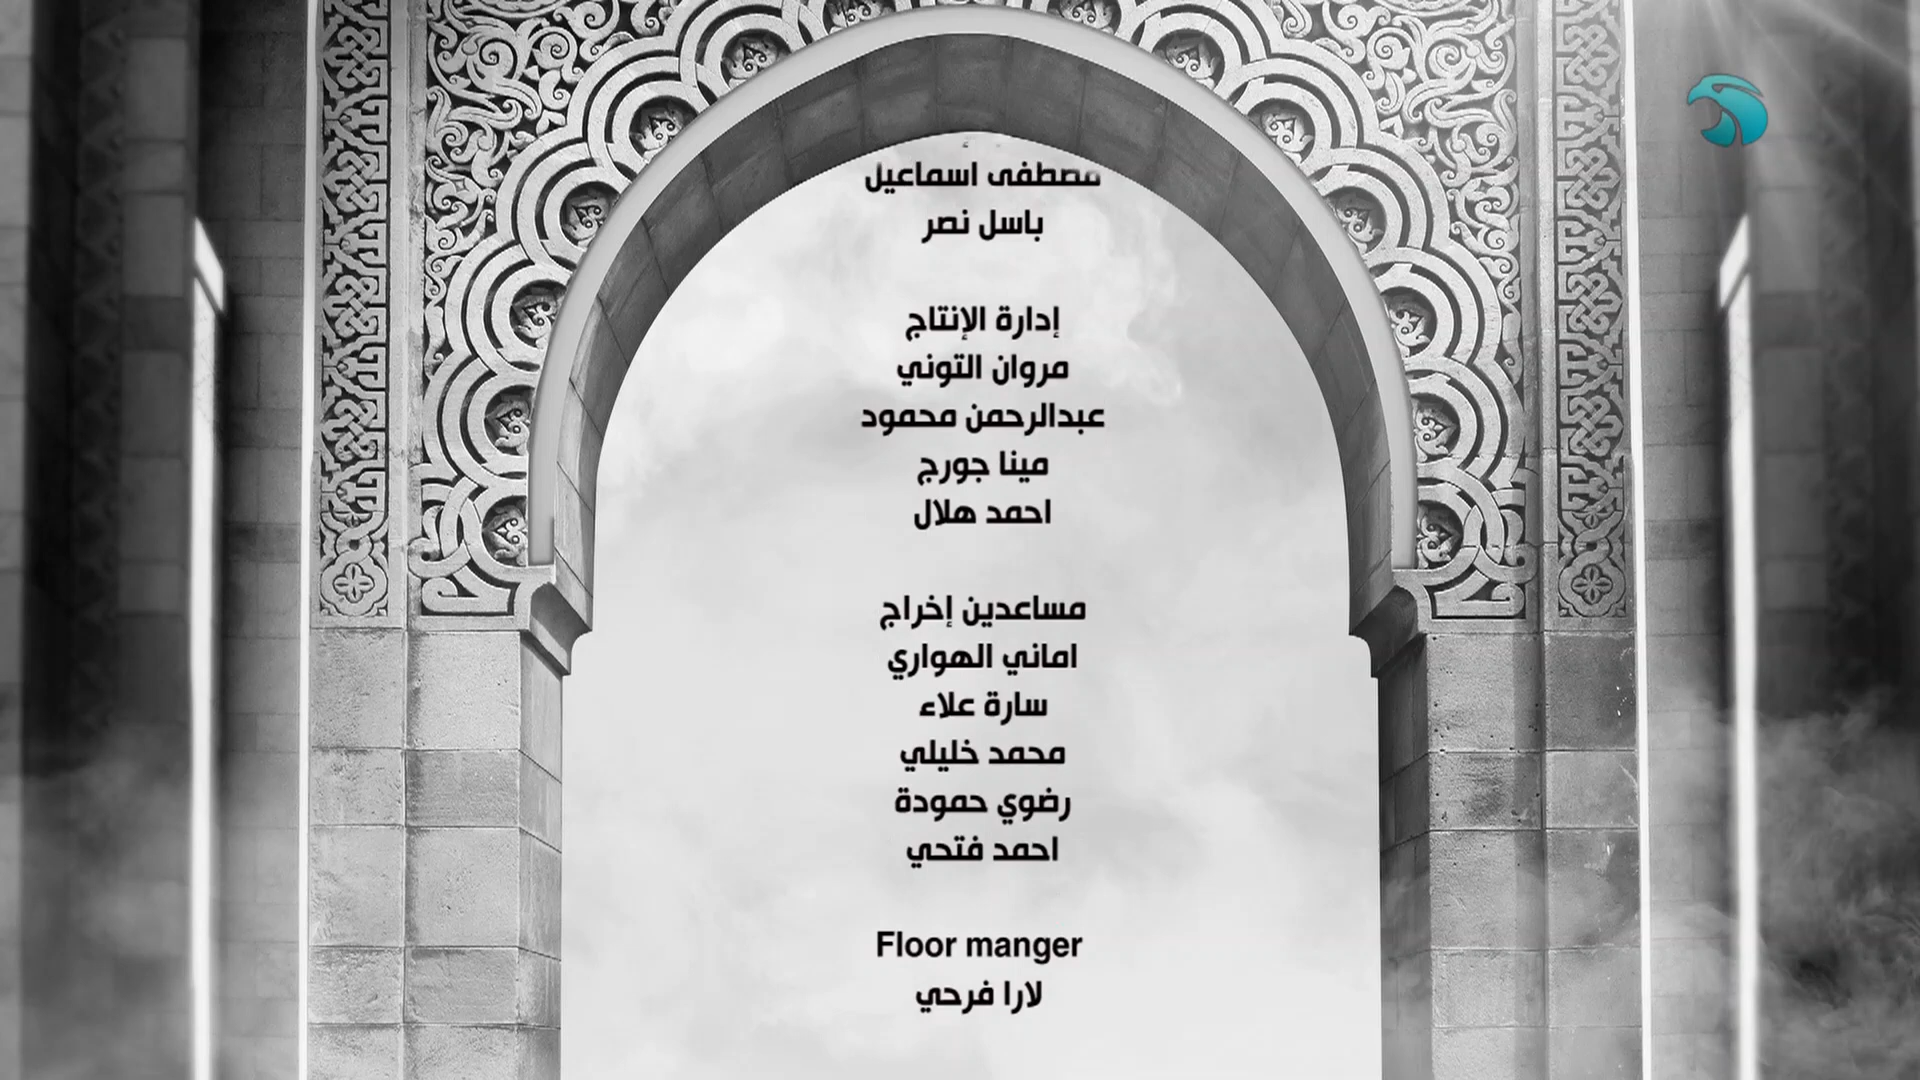 مصطفى اسماعيل
باسل نصر
إدارة الإنتاج
مروان التوني
عبدالرحمن محمود
مينا جورج
احمد هلال
مساعدين إخراج
اماني الهواري
سارة علاء
محمد خليلي
رضوي حمودة
احمد فتحي
Floor manger
لارا فرحي